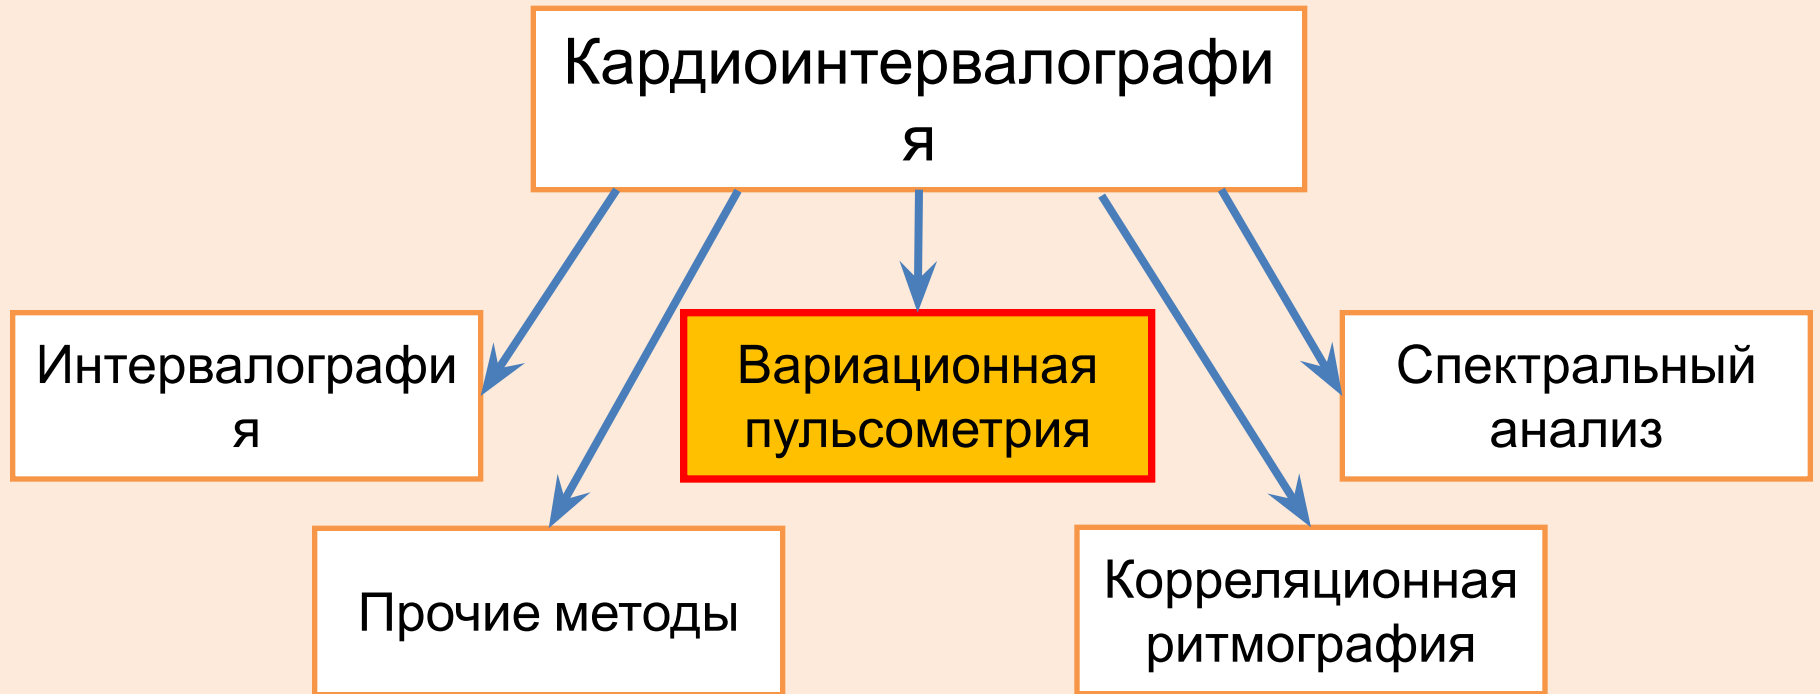 Кардиоинтервалографи
я
Интервалографи
я
Вариационная
пульсометрия
Спектральный
анализ
Прочие методы
Корреляционная
ритмография